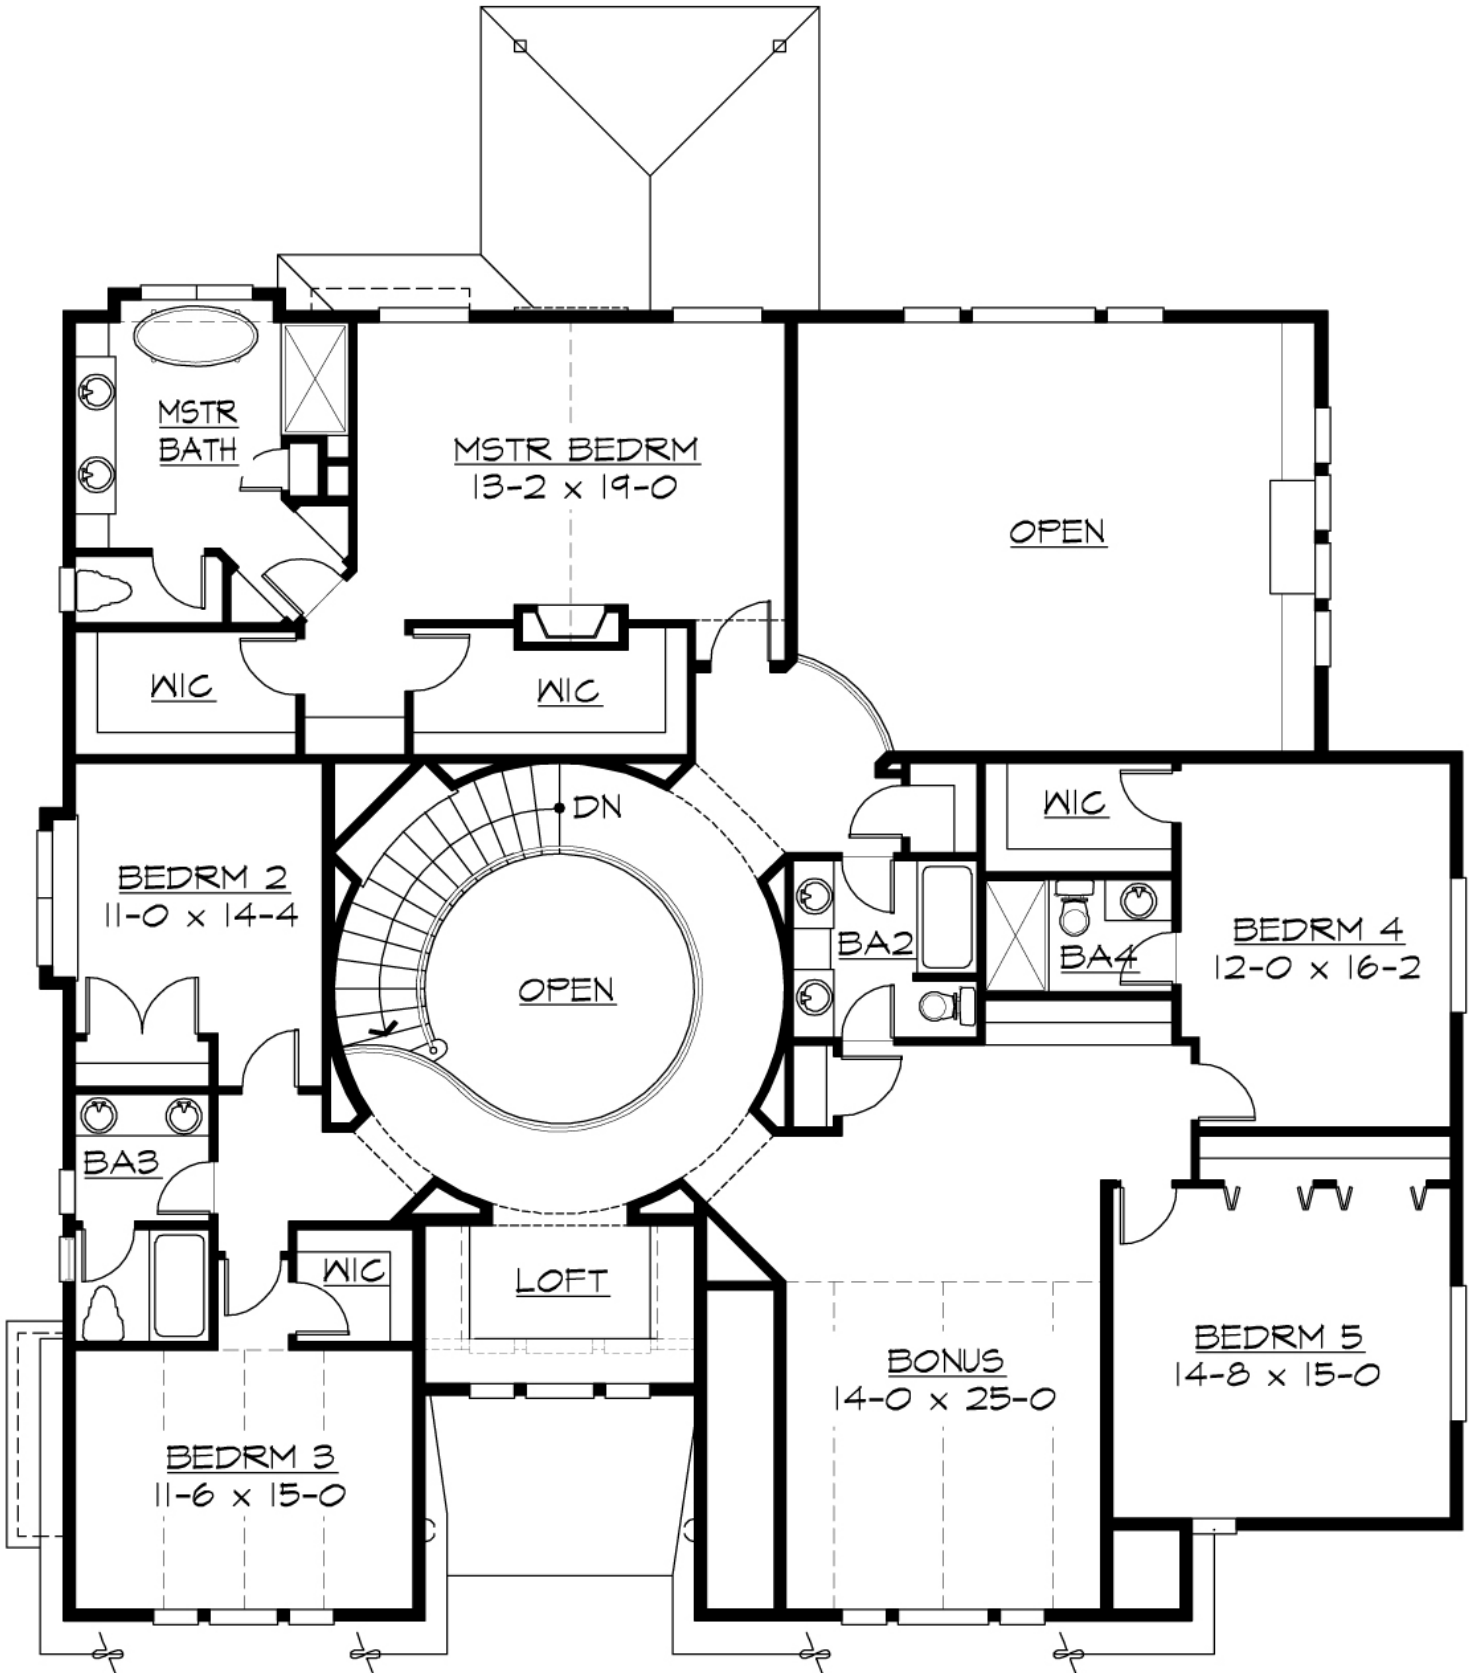 MSTR
BATH
MSTR BEDRM
13-2 x 19-0
OPEN
WIC
WIC
DN
WIC
BEDRM 2
11-0 x 14-4
BA2
BA4
BEDRM 4
12-0 x 16-2
OPEN
BA3
WIC
LOFT
BEDRM 5
14-8 x 15-0
BONUS
14-0 x 25-0
BEDRM 3
11-6 x 15-0